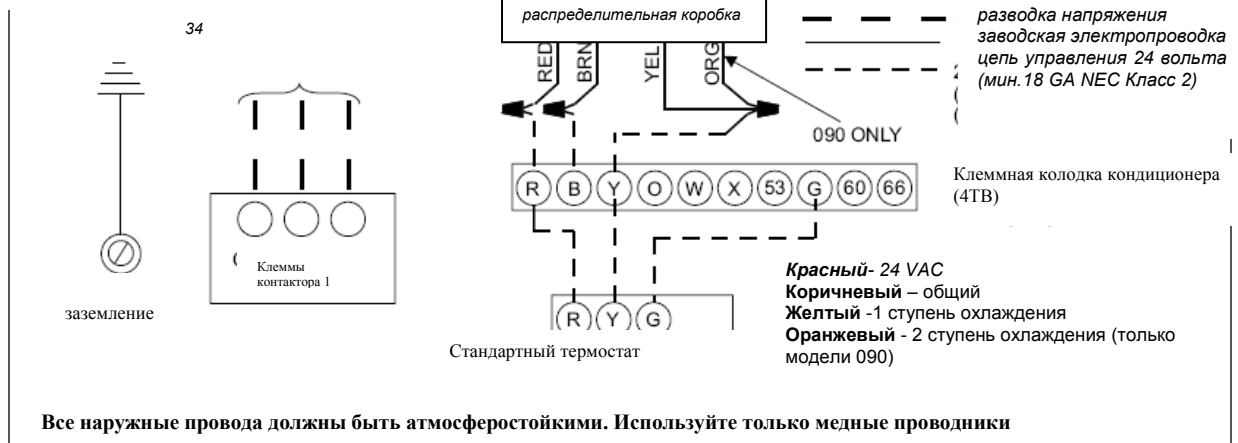 34
распределительная коробка
разводка напряжения
заводская электропроводка
цепь управления 24 вольта
(мин.18 GA NEC Класс 2)
RED
BRN
YEL
ORG
090 ONLY
R B Y O W X 53 G 60 66
Клеммная колодка кондиционера
(4TB)
Клеммы
контактора 1
заземление
R Y G
Стандартный термостат
Красный- 24 VAC
Коричневый – общий
Желтый -1 ступень охлаждения
Оранжевый - 2 ступень охлаждения (только
модели 090)
Все наружные провода должны быть атмосферостойкими. Используйте только медные проводники